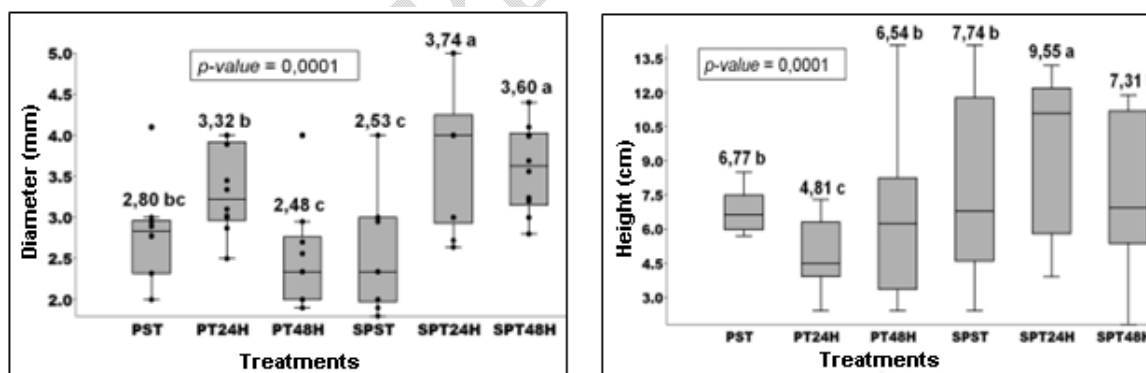 p-value = 0,0001
3,74 a
3,60 a
3,32 b
2,53 c
2,80 bc
2,48 c
Diameter (mm)
5.0
4.5
4.0
3.5
3.0
2.5
2.0
PST PT24H PT48H SPST SPT24H SPT48H
Treatments
p-value = 0,0001
6,54 b
7,74 b
9,55 a
7,31
6,77 b
4,81 c
Height (cm)
13.5
12.0
10.5
9.0
7.5
6.0
4.5
3.0
PST PT24H PT48H SPST SPT24H SPT48H
Treatments